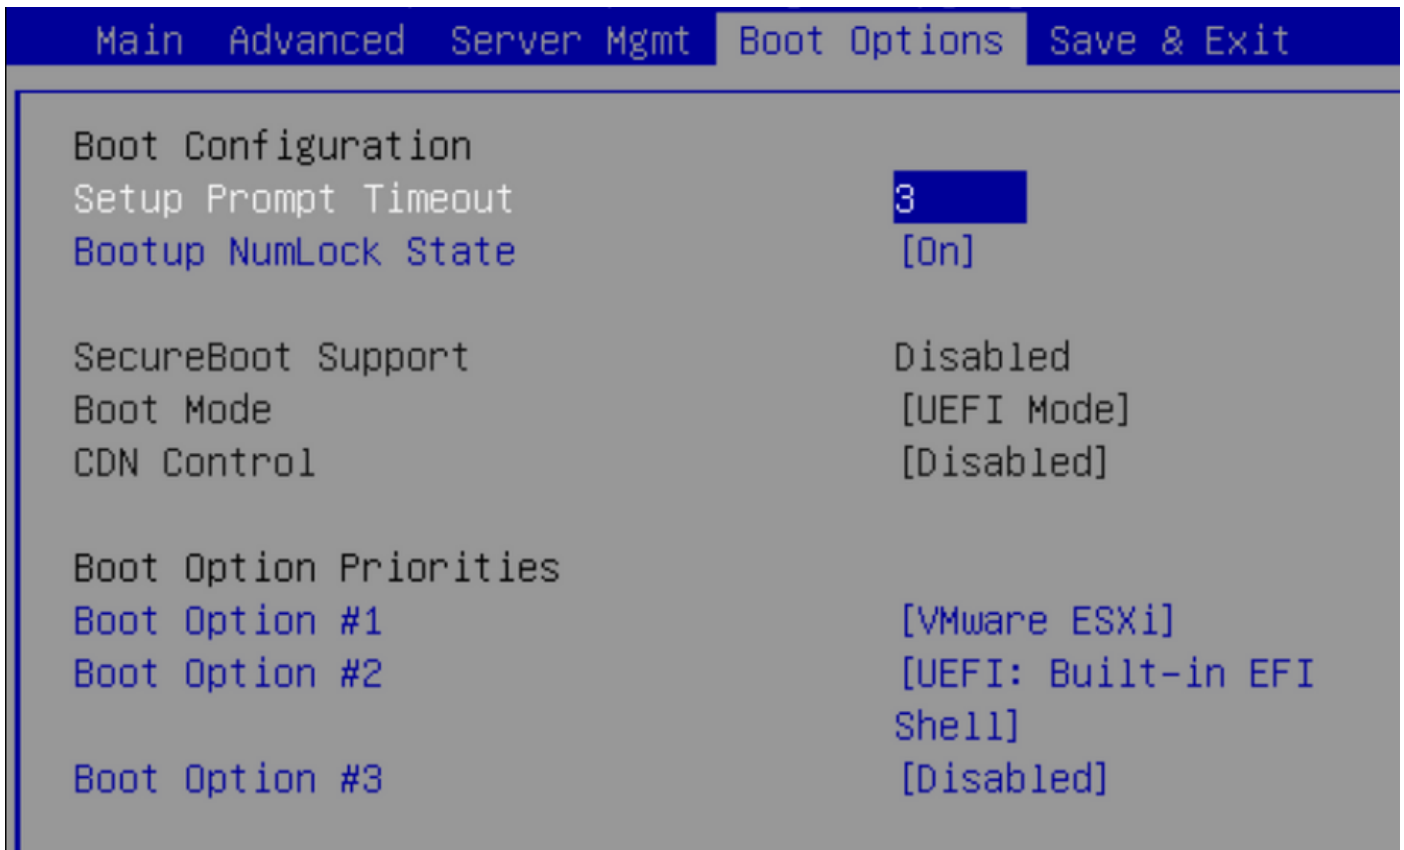 Main Advanced Server Mgmt Boot Options Save & Exit
Boot Configuration
Setup Prompt Timeout 3
Bootup NumLock State [On]
SecureBoot Support Disabled
Boot Mode [UEFI Mode]
CDN Control [Disabled]
Boot Option Priorities
Boot Option #1 [VMware ESXi]
Boot Option #2 [UEFI: Built-in EFI
Shell]
Boot Option #3 [Disabled]